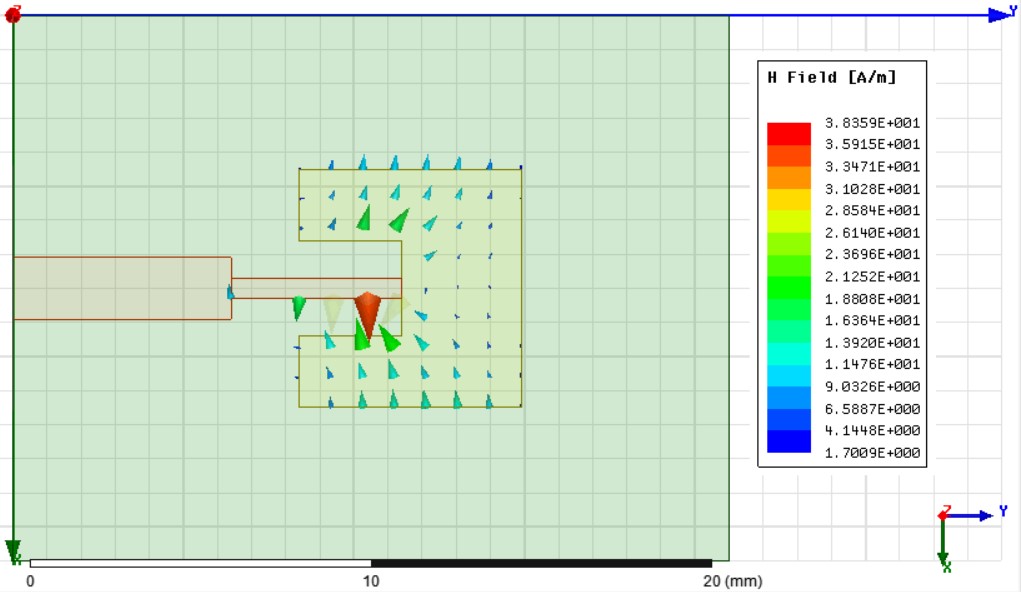 Z
Y
H Field [A/m]
3.8359E+001
3.5915E+001
3.3471E+001
3.1028E+001
2.8584E+001
2.6140E+001
2.3696E+001
2.1252E+001
1.8808E+001
1.6364E+001
1.3920E+001
1.1476E+001
9.0326E+000
6.5887E+000
4.1448E+000
1.7009E+000
Z
Y
X
X
0 10 20 (mm)